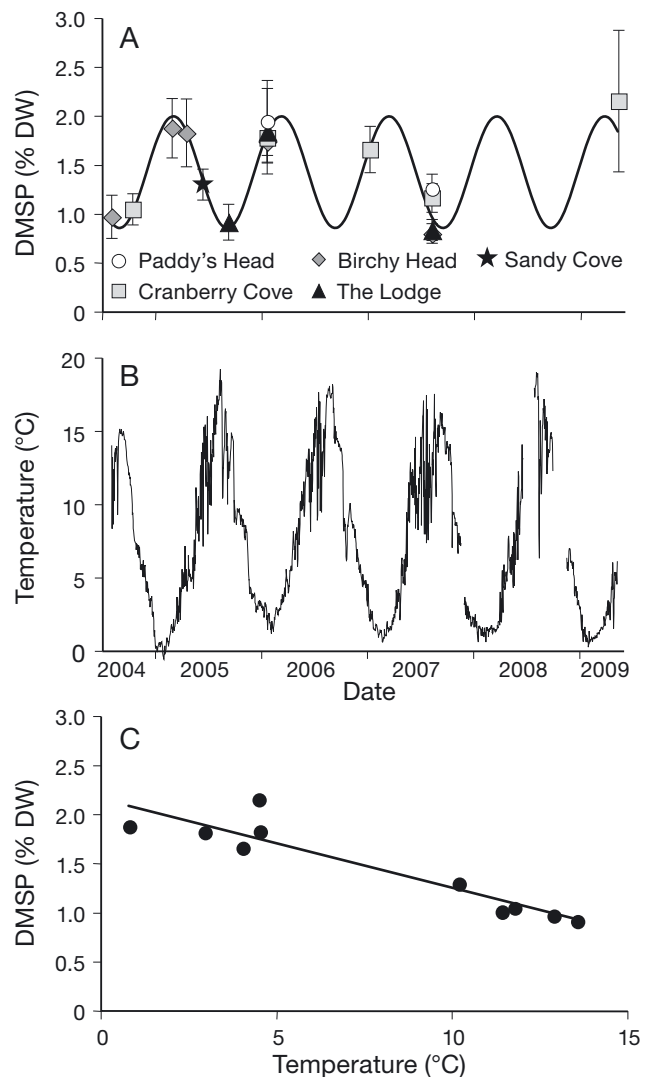 3.0
A
2.5
2.0
1.5
1.0
0.5
0
DMSP (% DW)
Paddy's Head Birchy Head Sandy Cove
Cranberry Cove The Lodge
20
B
15
10
5
0
Temperature (°C)
2004 2005 2006 2007 2008 2009
Date
3.0
C
2.5
2.0
1.5
1.0
0.5
0
DMSP (% DW)
0 5 10 15
Temperature (°C)